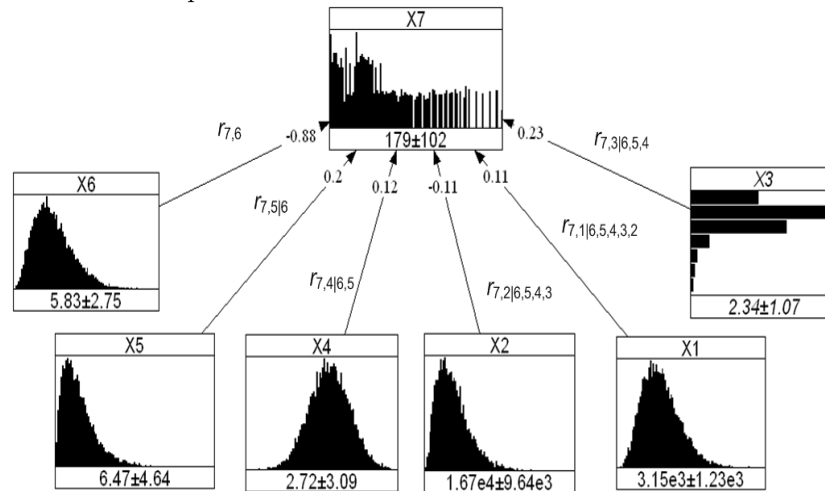 X7
179±102
-0.88
0.2
0.12
-0.11
0.11
0.23
r7,6
r7,5|6
r7,4|6,5
r7,2|6,5,4,3
r7,1|6,5,4,3,2
r7,3|6,5,4
X6
5.83±2.75
X3
2.34±1.07
X5
6.47±4.64
X4
2.72±3.09
X2
1.67e4±9.64e3
X1
3.15e3±1.23e3